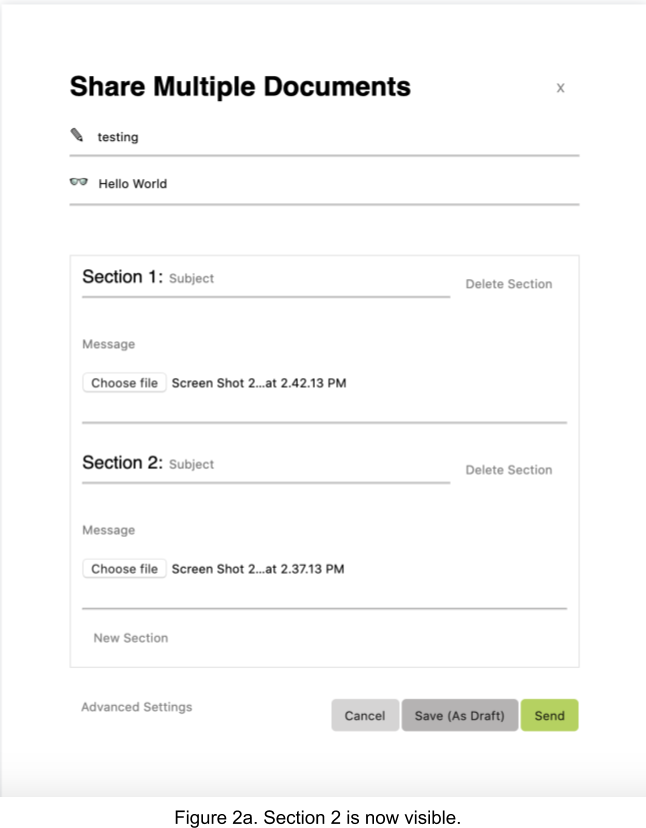 Share Multiple Documents x
testing
Hello World
Section 1: Subject Delete Section
Message
Choose file Screen Shot 2...at 2.42.13 PM
Section 2: Subject Delete Section
Message
Choose file Screen Shot 2...at 2.37.13 PM
New Section
Advanced Settings Cancel Save (As Draft) Send
Figure 2a. Section 2 is now visible.